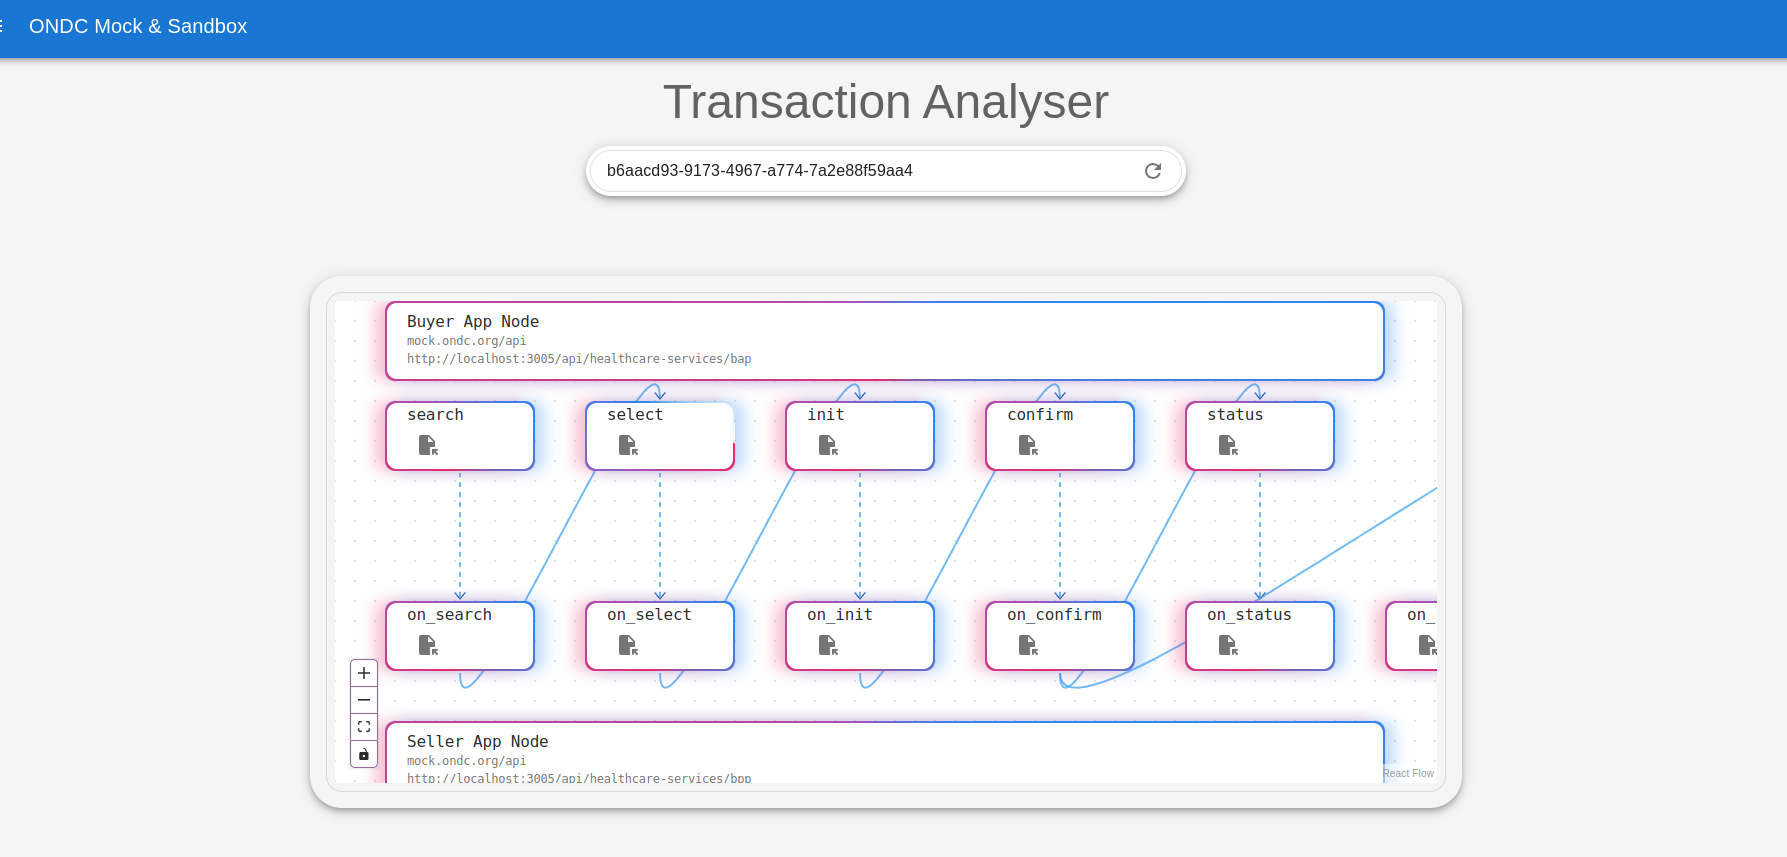 ONDC Mock & Sandbox
Transaction Analyser
b6aacd93-9173-4967-a774-7a2e88f59aa4
Buyer App Node
mock.ondc.org/api
http://localhost:3005/api/healthcare-services/bap
search
select
init
confirm
status
on_search
on_select
on_init
on_confirm
on_status
on_
Seller App Node
mock.ondc.org/api
http://localhost:3005/api/healthcare-services/bpp
React Flow